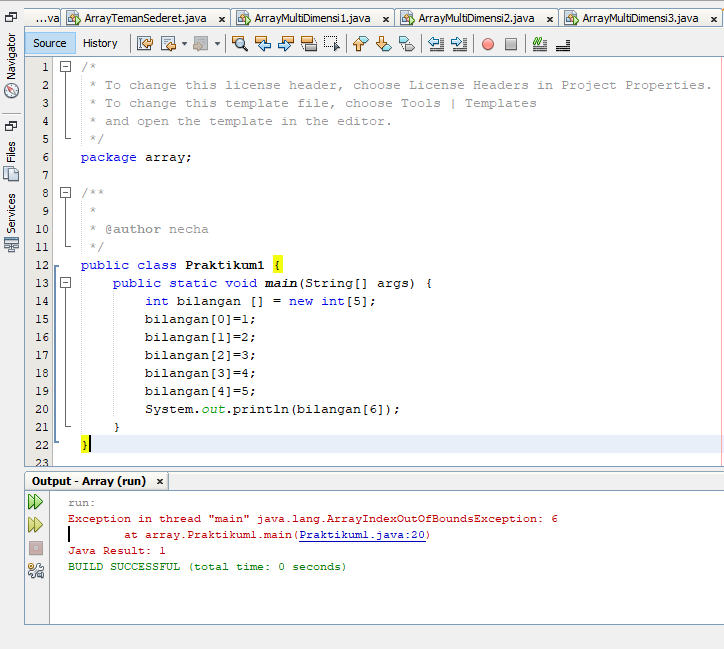 ...va ArrayTemanSederet.java x ArrayMultiDimensi1.java x ArrayMultiDimensi2.java x ArrayMultiDimensi3.java x
Source History
Navigator
Files
Services
1 /*
2 * To change this license header, choose License Headers in Project Properties.
3 * To change this template file, choose Tools | Templates
4 * and open the template in the editor.
5 */
6 package array;
7
8 /**
9 *
10 * @author necha
11 */
12 public class Praktikum1 {
13 public static void main(String[] args) {
14 int bilangan [] = new int[5];
15 bilangan[0]=1;
16 bilangan[1]=2;
17 bilangan[2]=3;
18 bilangan[3]=4;
19 bilangan[4]=5;
20 System.out.println(bilangan[6]);
21 }
22 }
23
Output - Array (run) x
run:
Exception in thread "main" java.lang.ArrayIndexOutOfBoundsException: 6
at array.Praktikum1.main(Praktikum1.java:20)
Java Result: 1
BUILD SUCCESSFUL (total time: 0 seconds)